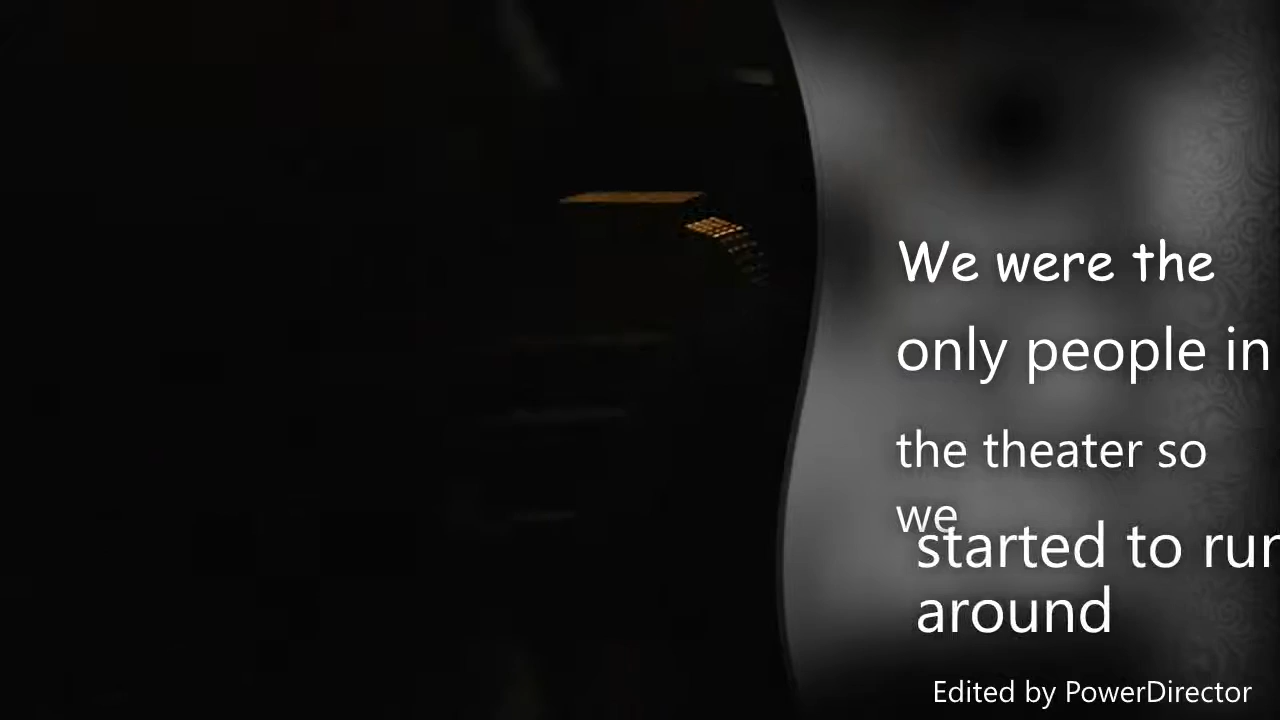 We were the
only people in
the theater so
we
started to run
around
Edited by PowerDirector